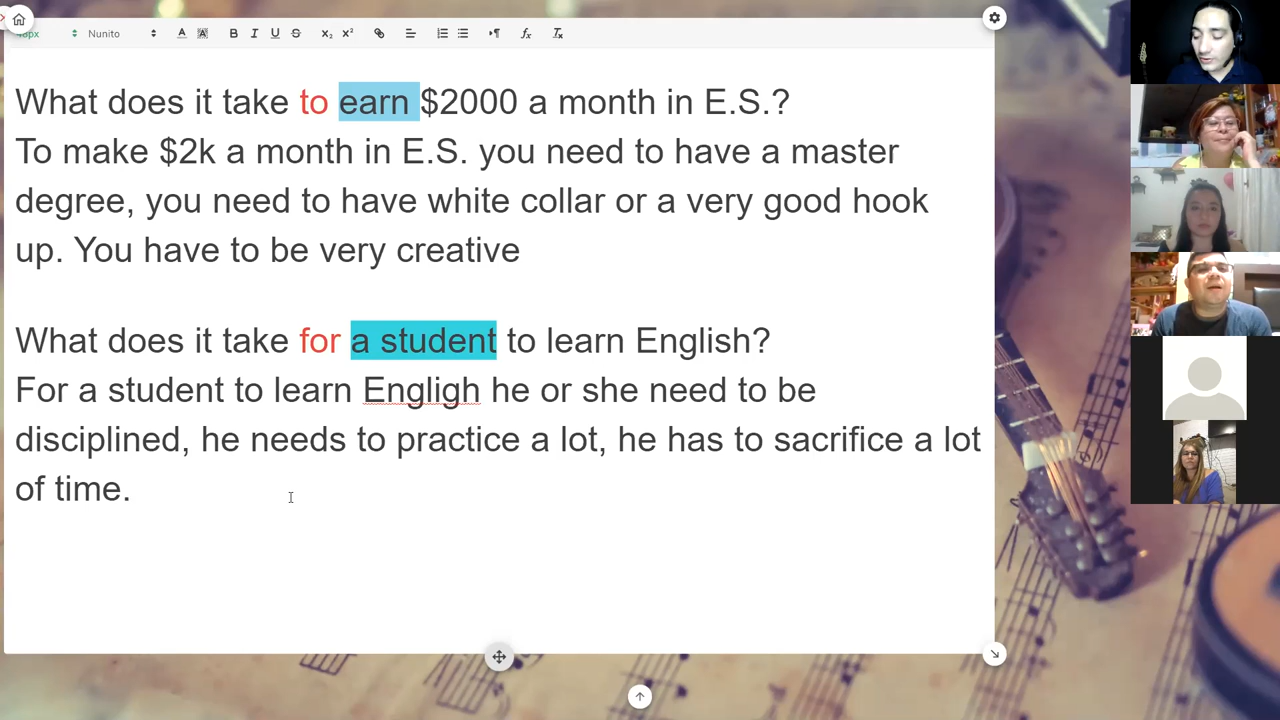 Nunito
What does it take to earn $2000 a month in E.S.?
To make $2k a month in E.S. you need to have a master
degree, you need to have white collar or a very good hook
up. You have to be very creative
What does it take for a student to learn English?
For a student to learn Engligh he or she need to be
disciplined, he needs to practice a lot, he has to sacrifice a lot
of time.